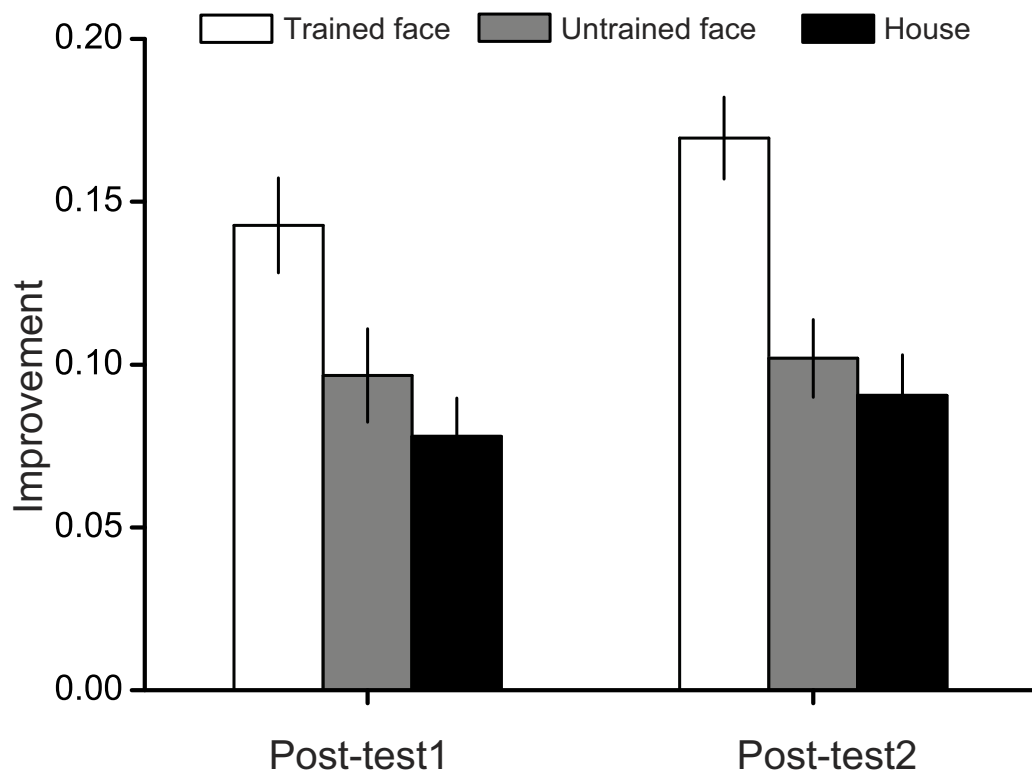 Trained face Untrained face House
0.20
0.15
0.10
0.05
0.00
Improvement
Post-test1 Post-test2